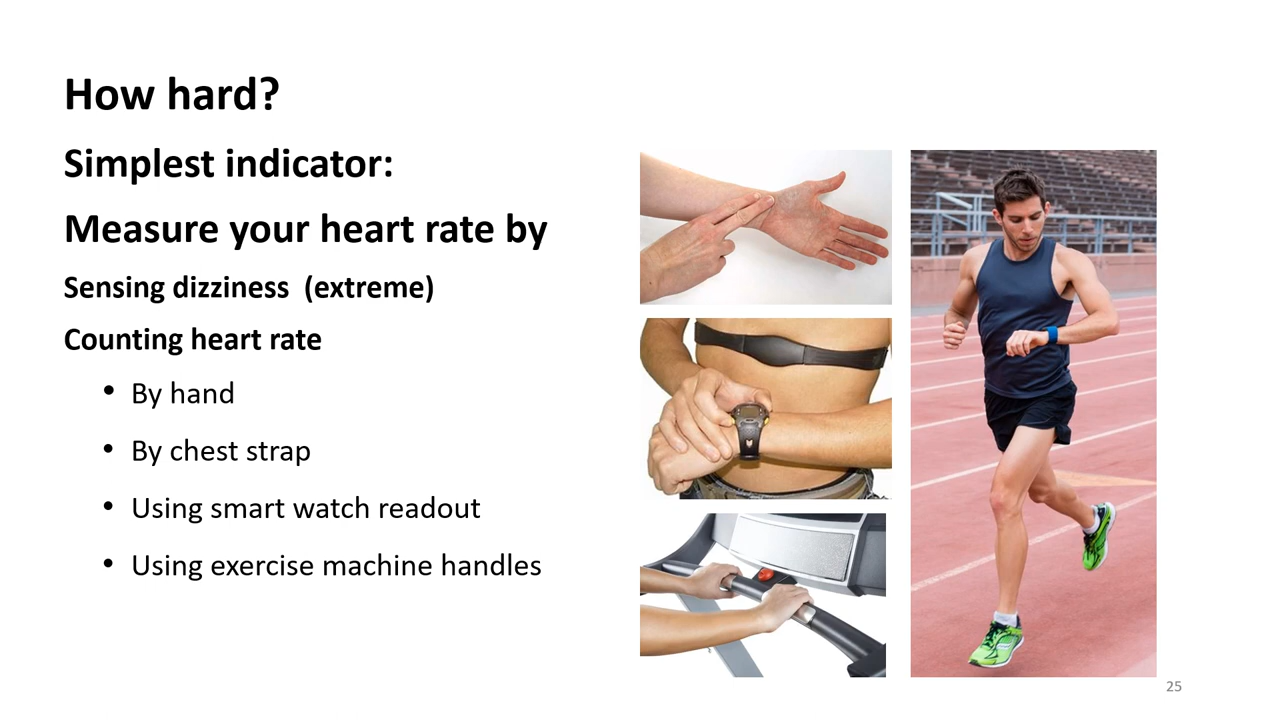 How hard?
Simplest indicator:
Measure your heart rate by
Sensing dizziness  (extreme)
Counting heart rate
• By hand
• By chest strap
• Using smart watch readout
• Using exercise machine handles
25